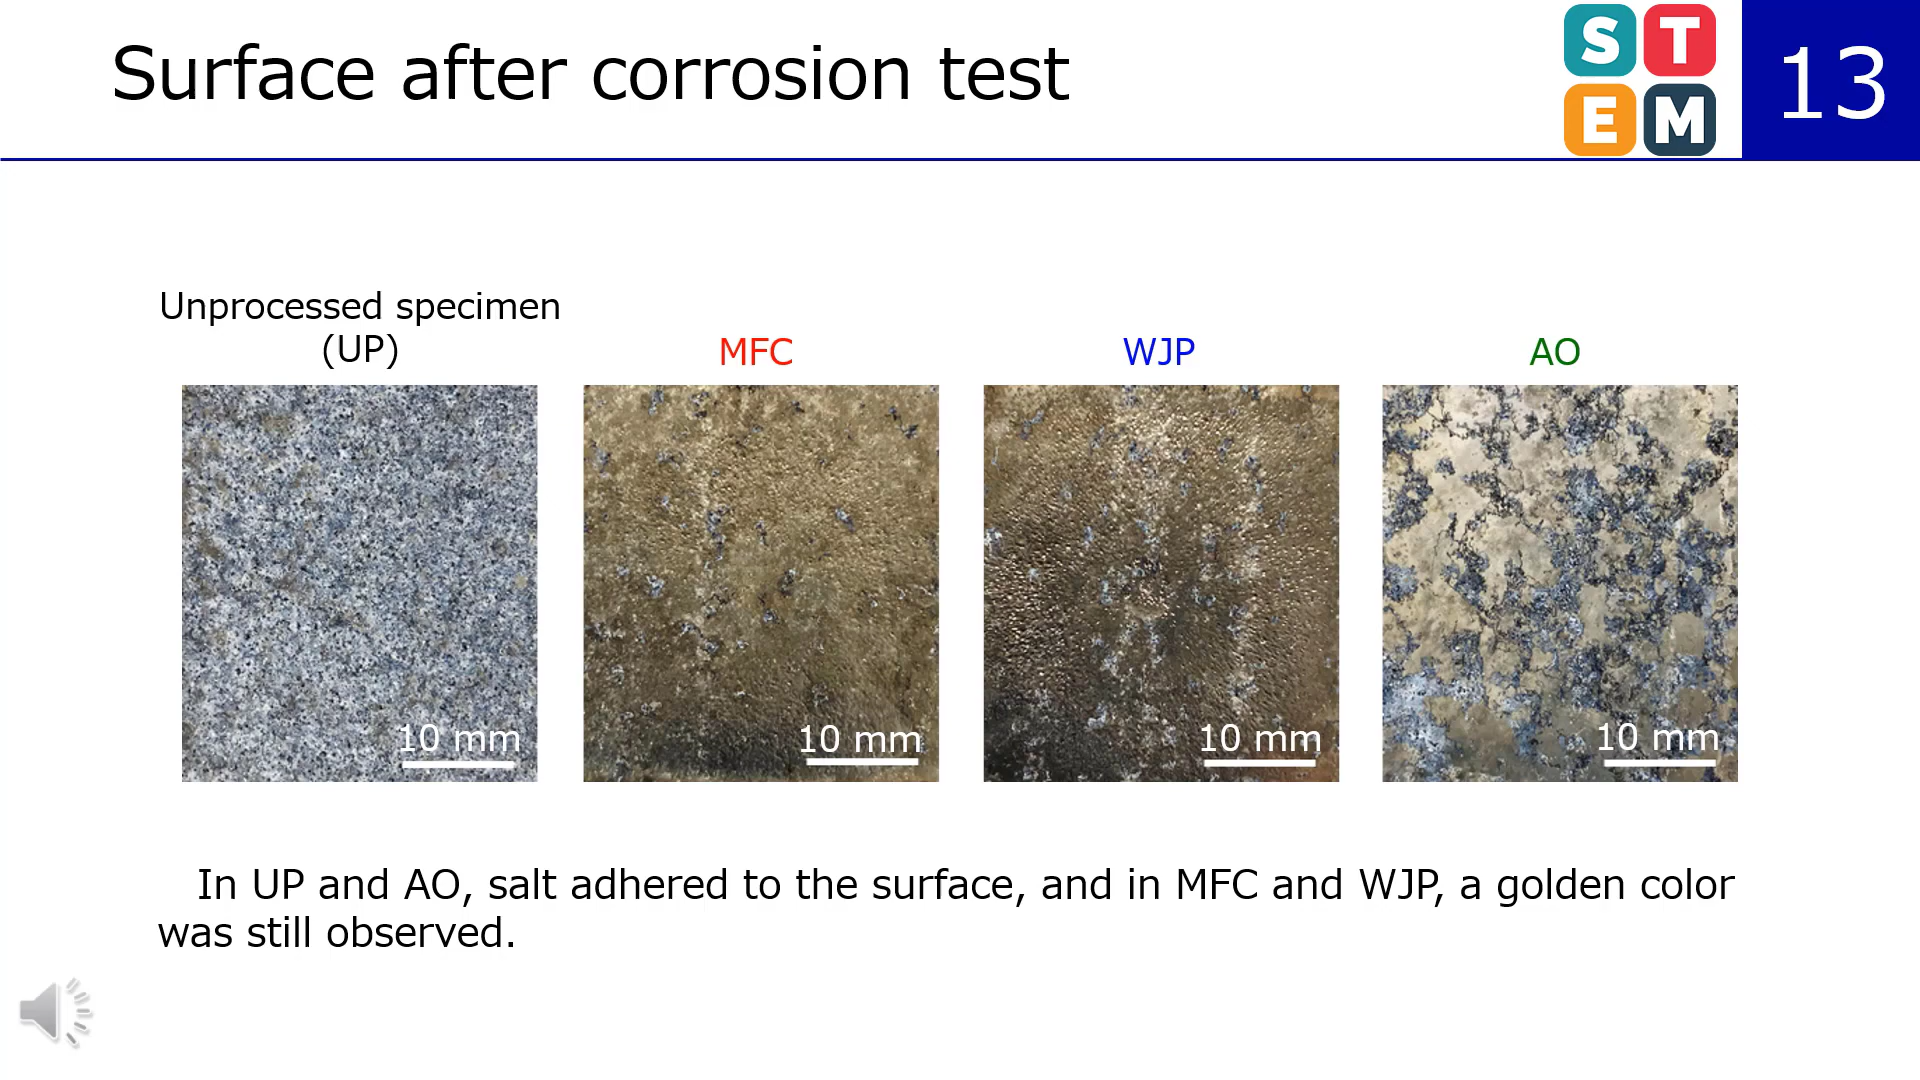 Surface after corrosion test
S T
E M
13
Unprocessed specimen
(UP)
MFC
WJP
AO
10 mm
10 mm
10 mm
10 mm
In UP and AO, salt adhered to the surface, and in MFC and WJP, a golden color
was still observed.